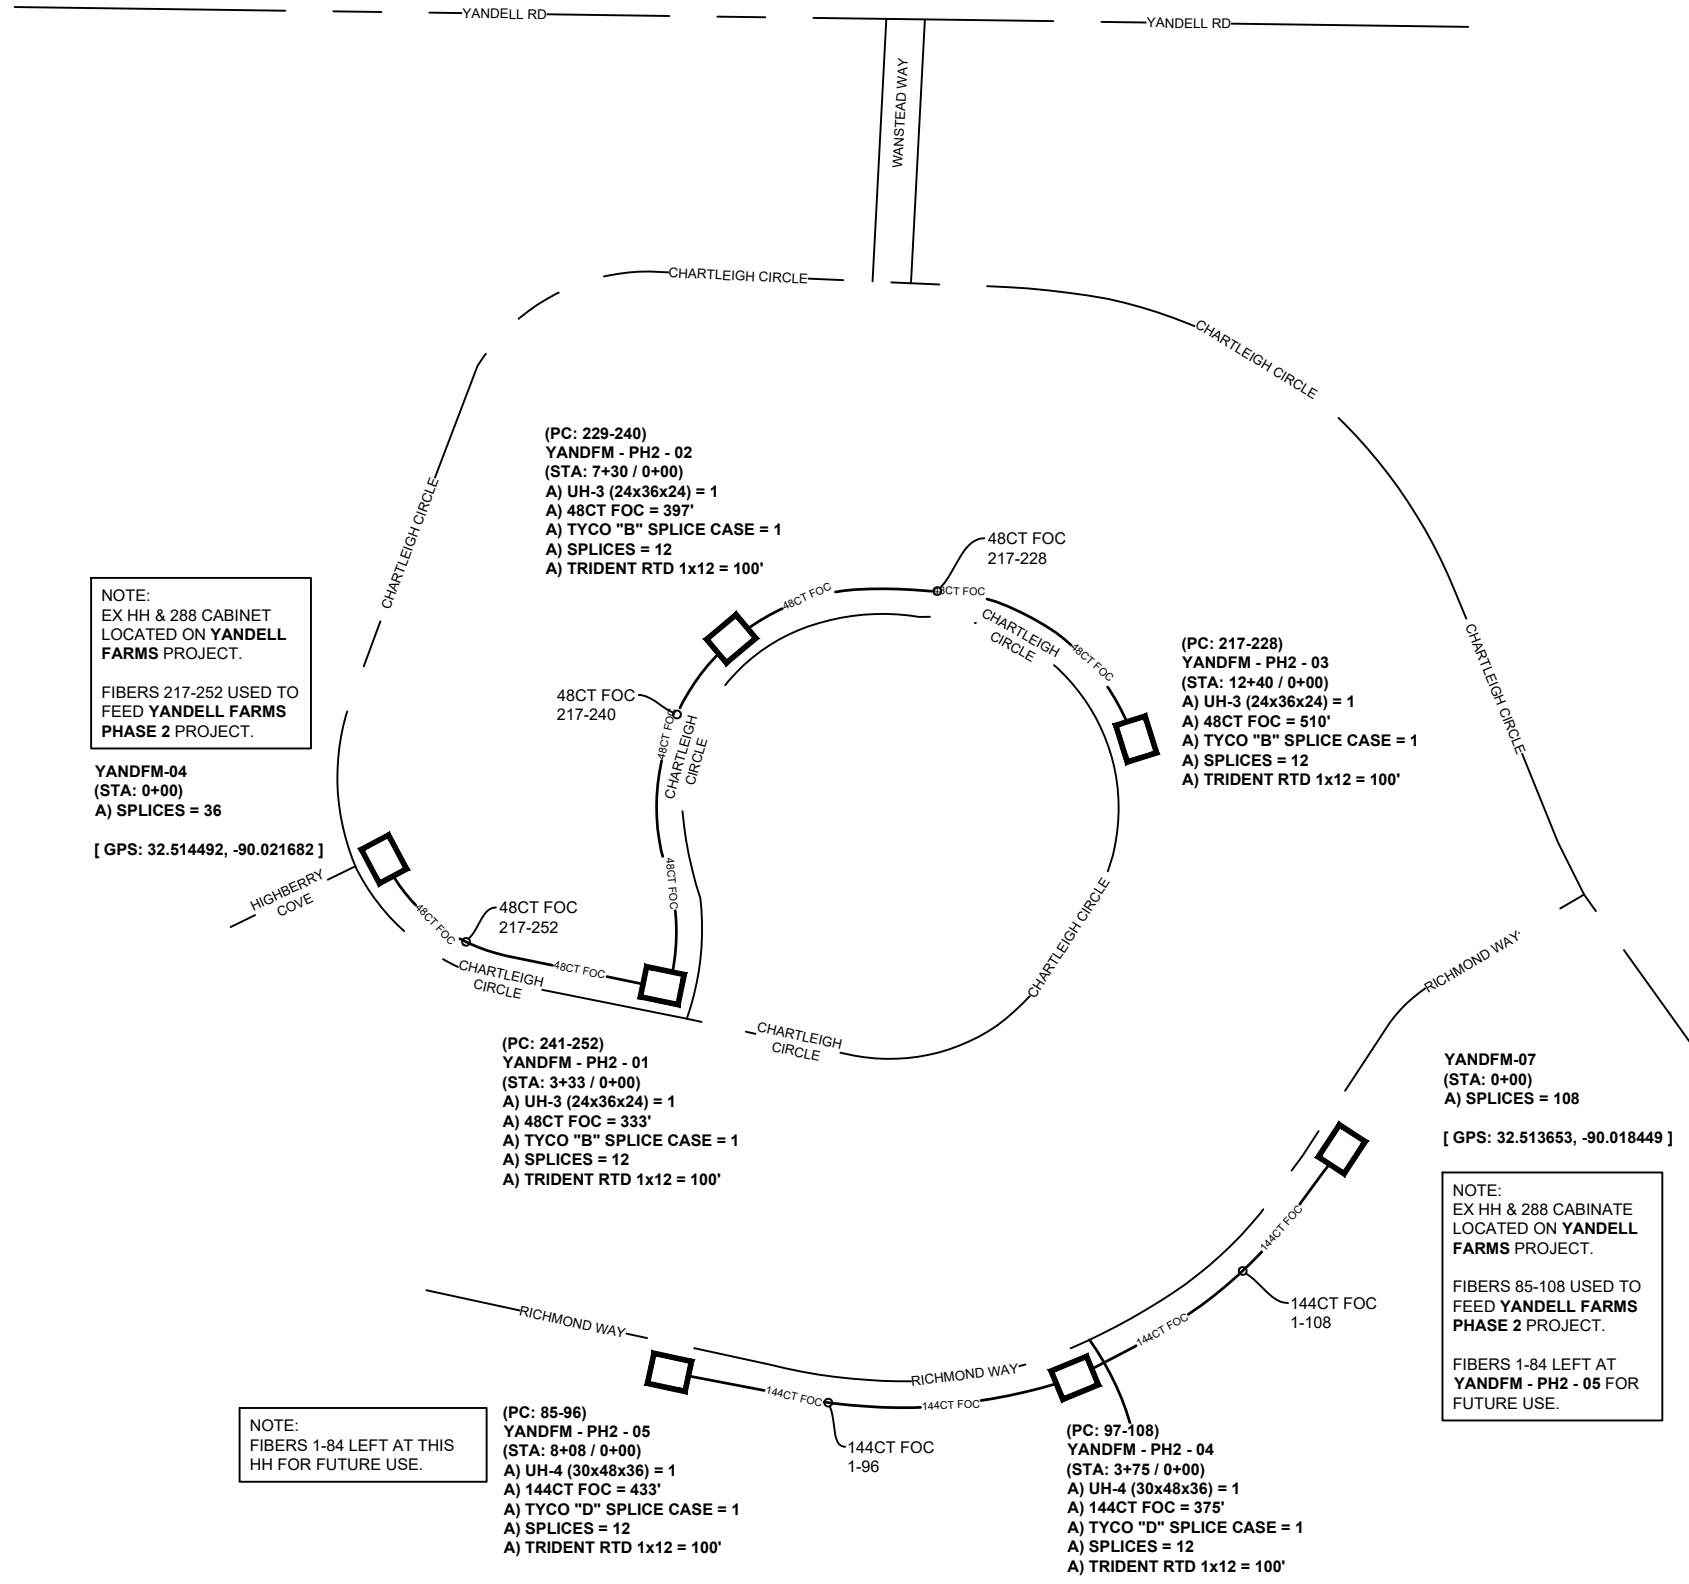 YANDELL RD
YANDELL RD
WANSTEAD WAY
CHARTLEIGH CIRCLE
CHARTLEIGH CIRCLE
CHARTLEIGH CIRCLE
CHARTLEIGH CIRCLE
(PC: 229-240)
YANDFM - PH2 - 02
(STA: 7+30 / 0+00)
A) UH-3 (24x36x24) = 1
A) 48CT FOC = 397'
A) TYCO "B" SPLICE CASE = 1
A) SPLICES = 12
A) TRIDENT RTD 1x12 = 100'
48CT FOC
217-228
48CT FOC
48CT FOC
48CT FOC
CHARTLEIGH
CIRCLE
NOTE:
EX HH & 288 CABINET
LOCATED ON YANDELL
FARMS PROJECT.
FIBERS 217-252 USED TO
FEED YANDELL FARMS
PHASE 2 PROJECT.
YANDFM-04
(STA: 0+00)
A) SPLICES = 36
[ GPS: 32.514492, -90.021682 ]
48CT FOC
217-240
48CT FOC
CHARTLEIGH
CIRCLE
48CT FOC
(PC: 217-228)
YANDFM - PH2 - 03
(STA: 12+40 / 0+00)
A) UH-3 (24x36x24) = 1
A) 48CT FOC = 510'
A) TYCO "B" SPLICE CASE = 1
A) SPLICES = 12
A) TRIDENT RTD 1x12 = 100'
HIGHBERRY
COVE
48CT FOC
48CT FOC
217-252
48CT FOC
CHARTLEIGH
CIRCLE
CHARTLEIGH
CIRCLE
CHARTLEIGH CIRCLE
RICHMOND WAY
(PC: 241-252)
YANDFM - PH2 - 01
(STA: 3+33 / 0+00)
A) UH-3 (24x36x24) = 1
A) 48CT FOC = 333'
A) TYCO "B" SPLICE CASE = 1
A) SPLICES = 12
A) TRIDENT RTD 1x12 = 100'
YANDFM-07
(STA: 0+00)
A) SPLICES = 108
[ GPS: 32.513653, -90.018449 ]
NOTE:
EX HH & 288 CABINATE
LOCATED ON YANDELL
FARMS PROJECT.
FIBERS 85-108 USED TO
FEED YANDELL FARMS
PHASE 2 PROJECT.
FIBERS 1-84 LEFT AT
YANDFM - PH2 - 05 FOR
FUTURE USE.
144CT FOC
144CT FOC
1-108
144CT FOC
RICHMOND WAY
RICHMOND WAY
144CT FOC
144CT FOC
144CT FOC
1-96
NOTE:
FIBERS 1-84 LEFT AT THIS
HH FOR FUTURE USE.
(PC: 85-96)
YANDFM - PH2 - 05
(STA: 8+08 / 0+00)
A) UH-4 (30x48x36) = 1
A) 144CT FOC = 433'
A) TYCO "D" SPLICE CASE = 1
A) SPLICES = 12
A) TRIDENT RTD 1x12 = 100'
(PC: 97-108)
YANDFM - PH2 - 04
(STA: 3+75 / 0+00)
A) UH-4 (30x48x36) = 1
A) 144CT FOC = 375'
A) TYCO "D" SPLICE CASE = 1
A) SPLICES = 12
A) TRIDENT RTD 1x12 = 100'